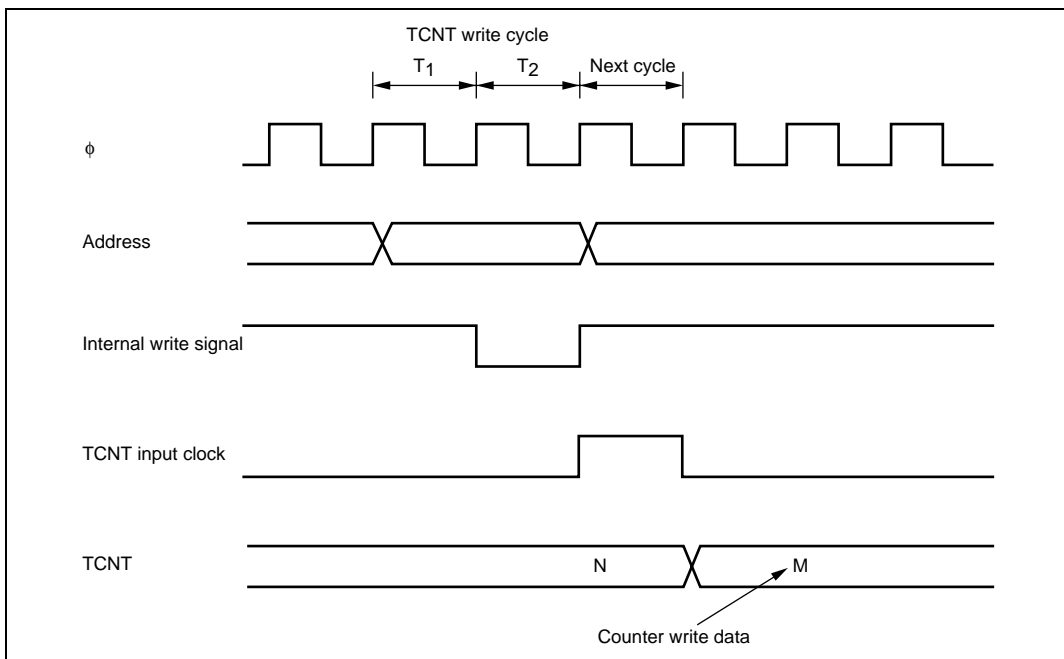 TCNT write cycle
T1 T2 Next cycle
ϕ
Address
Internal write signal
TCNT input clock
TCNT N M
Counter write data